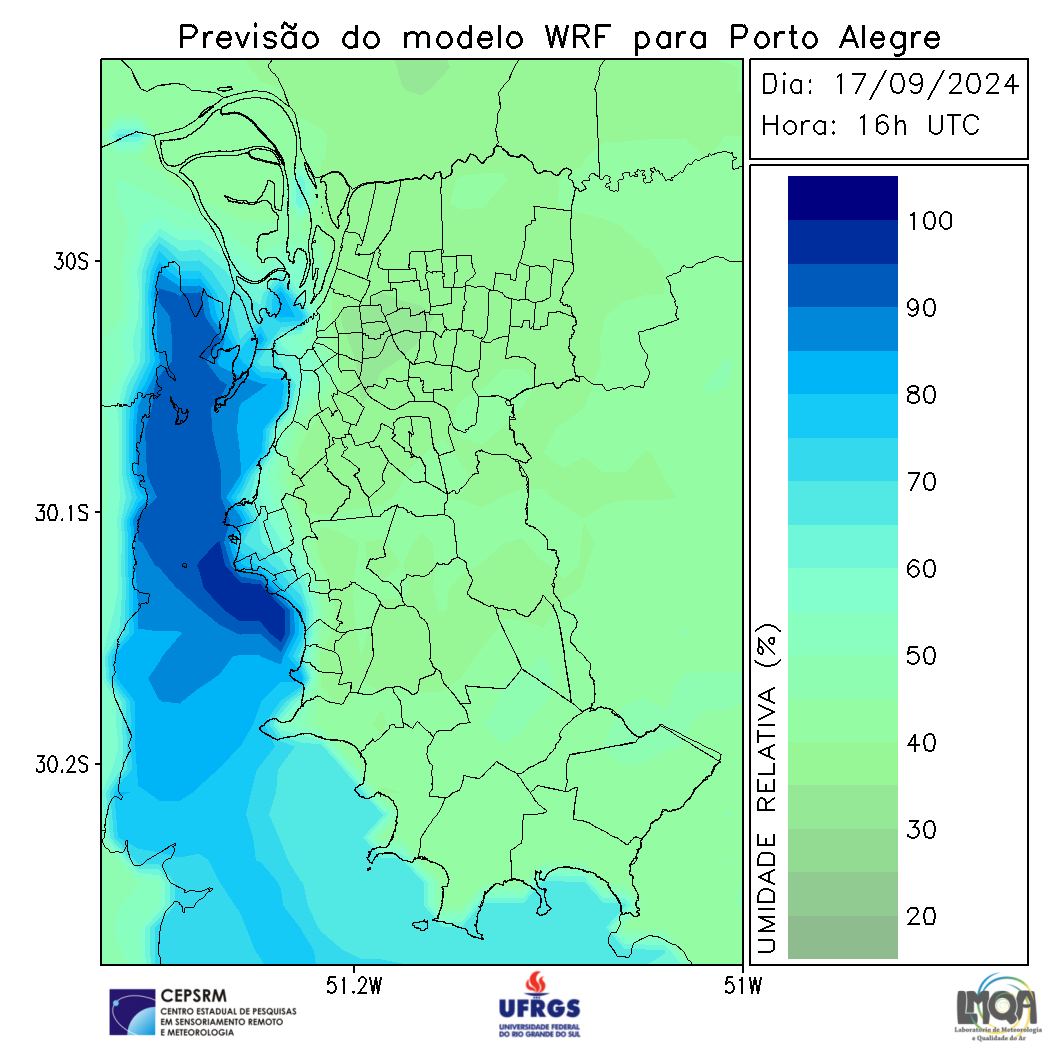 Previsão do modelo WRF para Porto Alegre
Dia: 17/09/2024
Hora: 16h UTC
30S
30.1S
30.2S
51.2W
51W
100
90
80
70
60
50
40
30
20
UMIDADE RELATIVA (%)
CEPSRM
CENTRO ESTADUAL DE PESQUISAS
EM SENSORIAMENTO REMOTO
E METEOROLOGIA
UFRGS
UNIVERSIDADE FEDERAL
DO RIO GRANDE DO SUL
LMQA
Laboratório de Meteorologia
e Qualidade do Ar